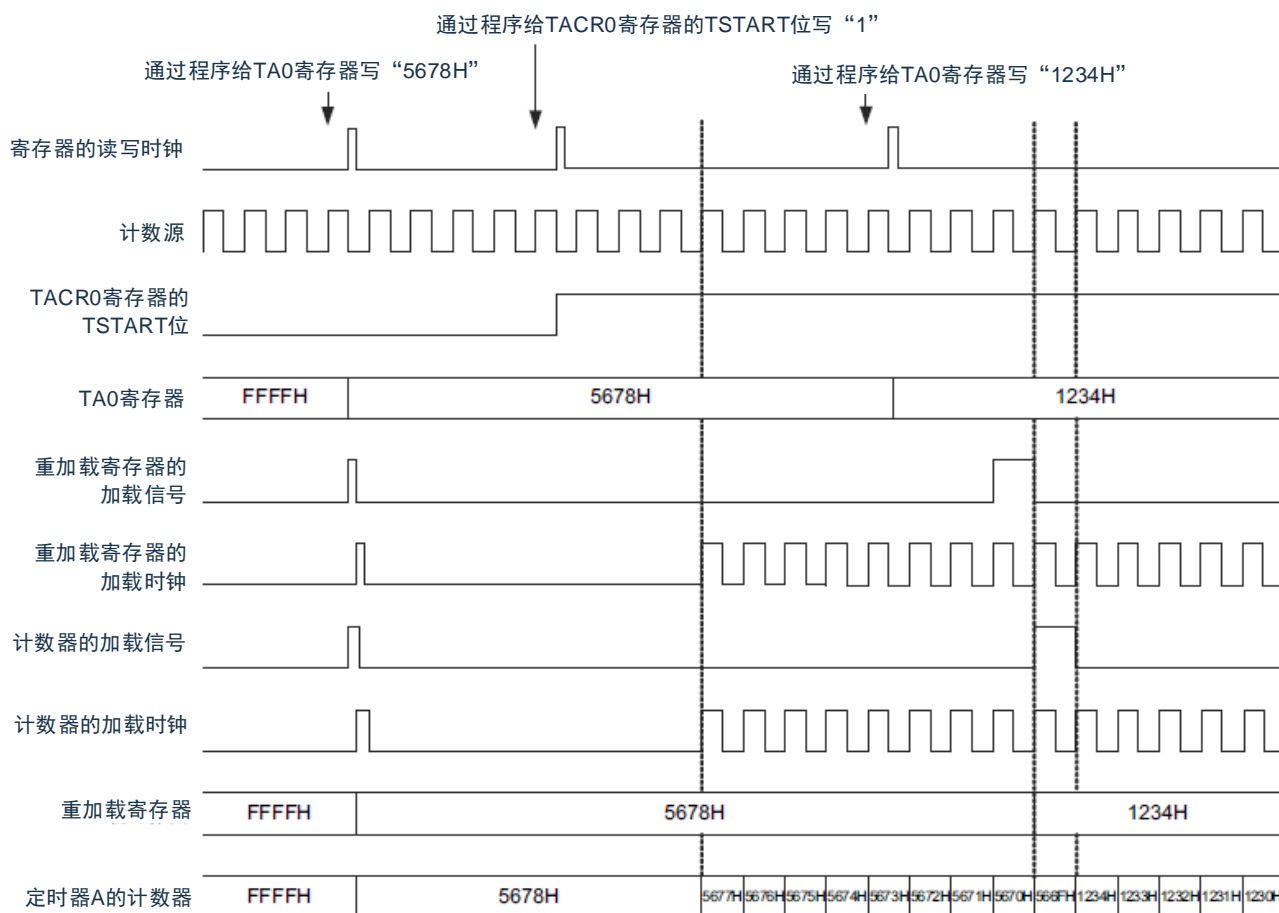 通过程序给TACR0寄存器的TSTART位写“1”
通过程序给TA0寄存器写“5678H”
通过程序给TA0寄存器写“1234H”
寄存器的读写时钟
计数源
TACR0寄存器的
TSTART位
TA0寄存器 FFFFH 5678H 1234H
重加载寄存器的
加载信号
重加载寄存器的
加载时钟
计数器的加载信号
计数器的加载时钟
重加载寄存器 FFFFH 5678H 1234H
定时器A的计数器 FFFFH 5678H 5677H 5676H 5675H 5674H 5673H 5672H 5671H 5670H 566FH 1234H 1233H 1232H 1231H 1230H